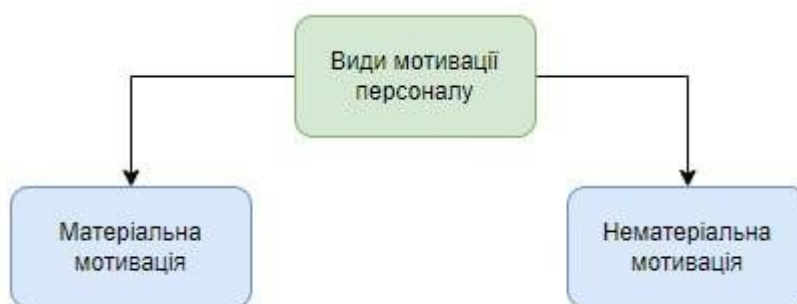 Види мотивації
персоналу
Матеріальна
мотивація
Нематеріальна
мотивація